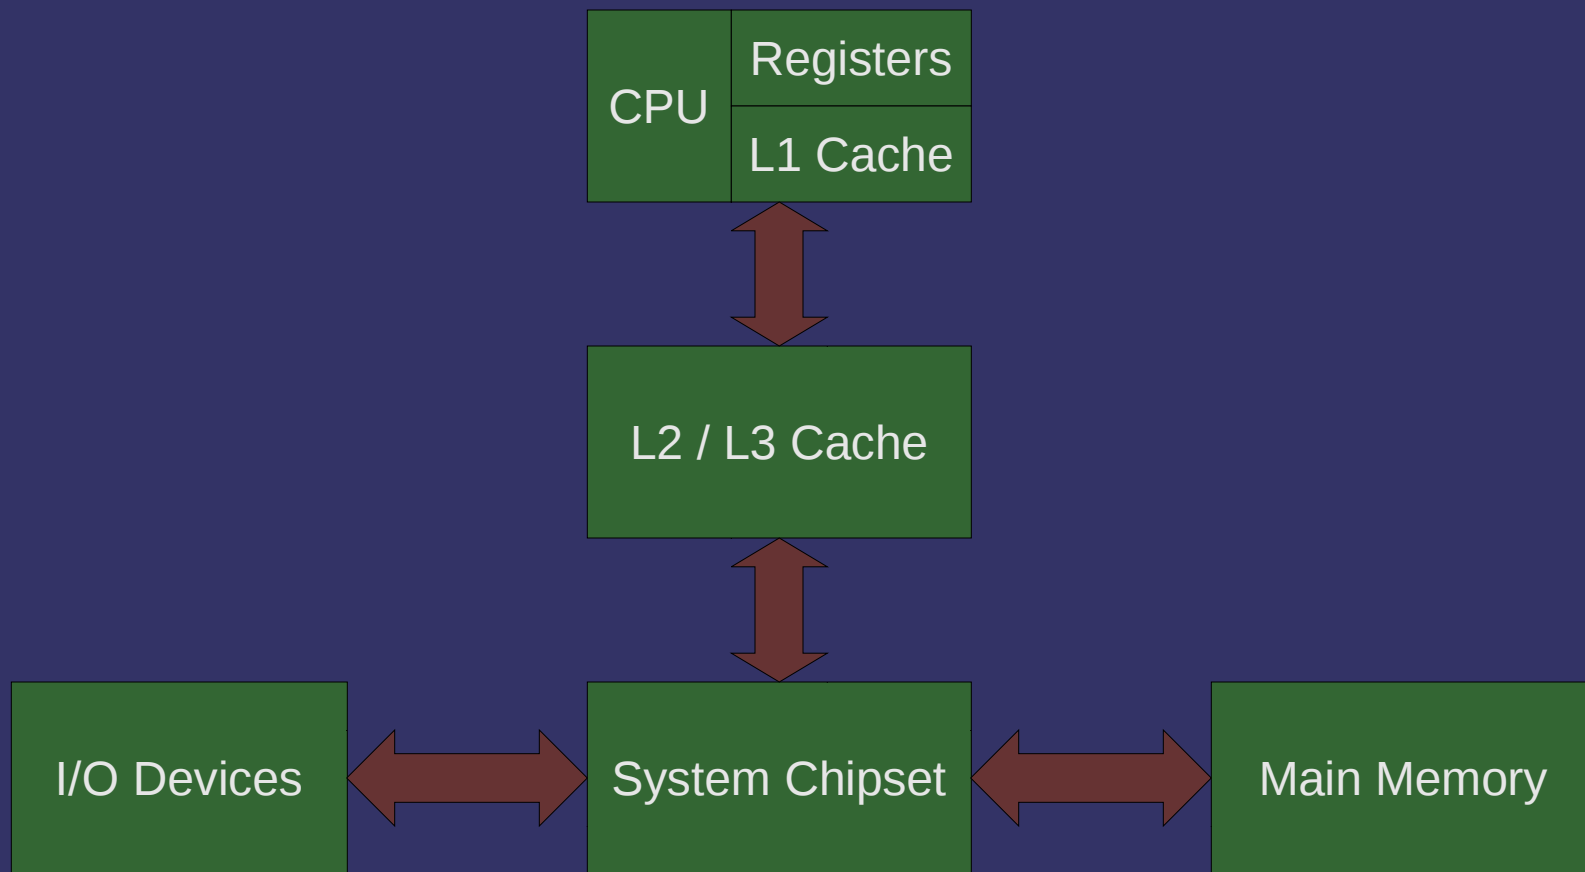 Registers
CPU
L1 Cache
L2 / L3 Cache
I/O Devices
System Chipset
Main Memory